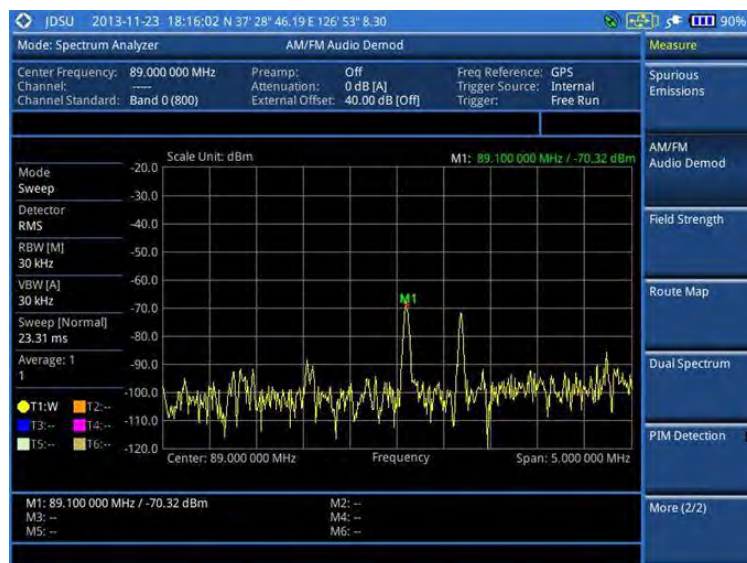 JDSU 2013-11-23 18:16:02 N 37' 28" 46.19 E 126' 53" 8.30 90%
Mode: Spectrum Analyzer AM/FM Audio Demod Measure
Center Frequency: 89.000 000 MHz Preamp: Off Freq Reference: GPS
Channel: ----- Attenuation: 0 dB [A] Trigger Source: Internal
Channel Standard: Band 0 (800) External Offset: 40.00 dB [Off] Trigger: Free Run
Spurious
Emissions
Scale Unit: dBm M1: 89.100 000 MHz / -70.32 dBm
AM/FM
Audio Demod
Mode
Sweep
Detector
RMS
RBW [M]
30 kHz
VBW [A]
30 kHz
Sweep [Normal]
23.31 ms
Average: 1
1
T1:W T2:--
T3:-- T4:--
T5:-- T6:--
-20.0
-30.0
-40.0
-50.0
-60.0
-70.0
-80.0
-90.0
-100.0
-110.0
-120.0
M1
Center: 89.000 000 MHz Frequency Span: 5.000 000 MHz
Field Strength
Route Map
Dual Spectrum
PIM Detection
More (2/2)
M1: 89.100 000 MHz / -70.32 dBm M2: --
M3: -- M4: --
M5: -- M6: --